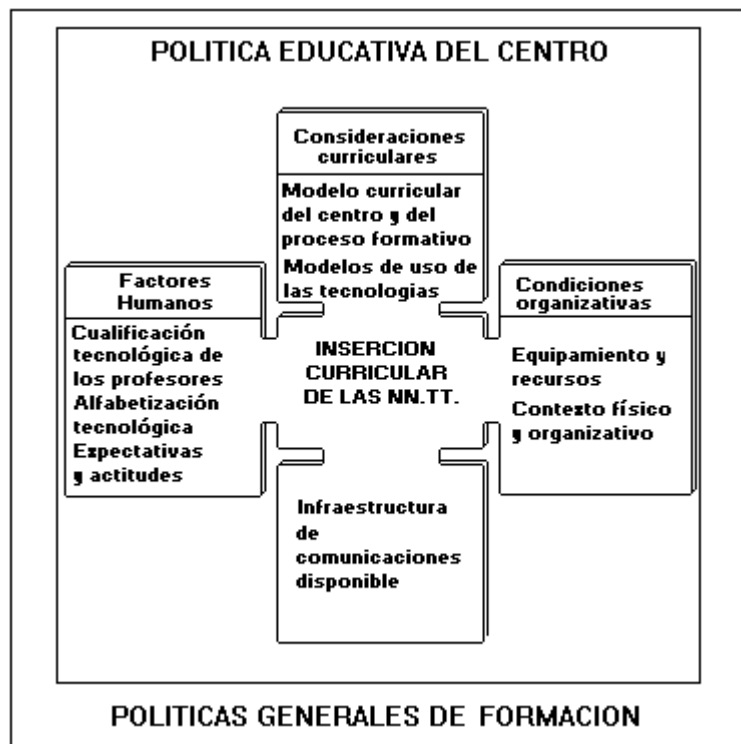 POLITICA EDUCATIVA DEL CENTRO
Consideraciones
curriculares
Modelo curricular
del centro y del
proceso formativo
Modelos de uso de
las tecnologias
Factores
Humanos
Cualificación
tecnológica de
los profesores
Alfabetización
tecnológica
Expectativas
y actitudes
INSERCION
CURRICULAR
DE LAS NN.TT.
Condiciones
organizativas
Equipamiento y
recursos
Contexto físico
y organizativo
Infraestructura
de
comunicaciones
disponible
POLITICAS GENERALES DE FORMACION